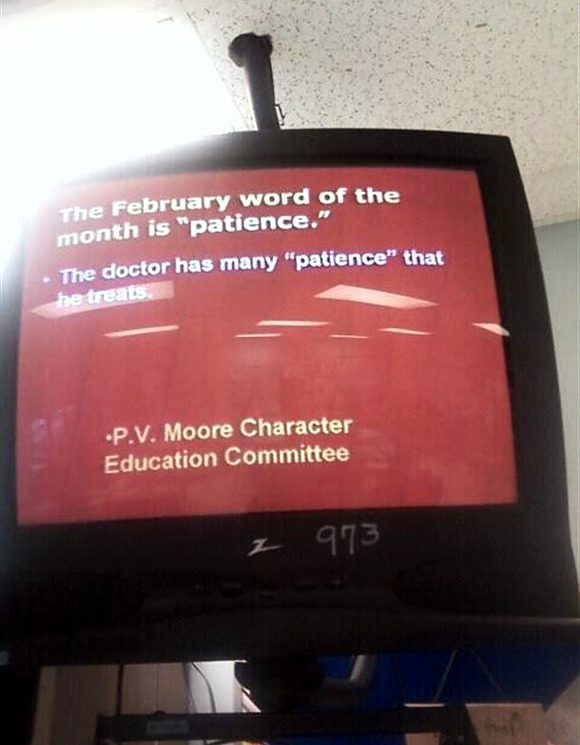 The February word of the
month is "patience."
• The doctor has many "patience" that
he treats.
•P.V. Moore Character
Education Committee
Z 973